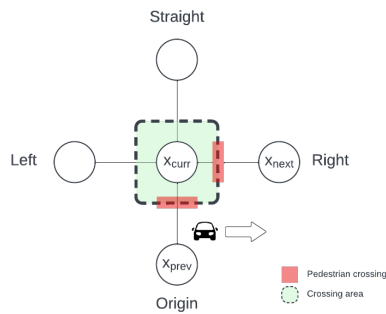 Straight
Left
x_curr
x_next
Right
x_prev
Origin
Pedestrian crossing
Crossing area